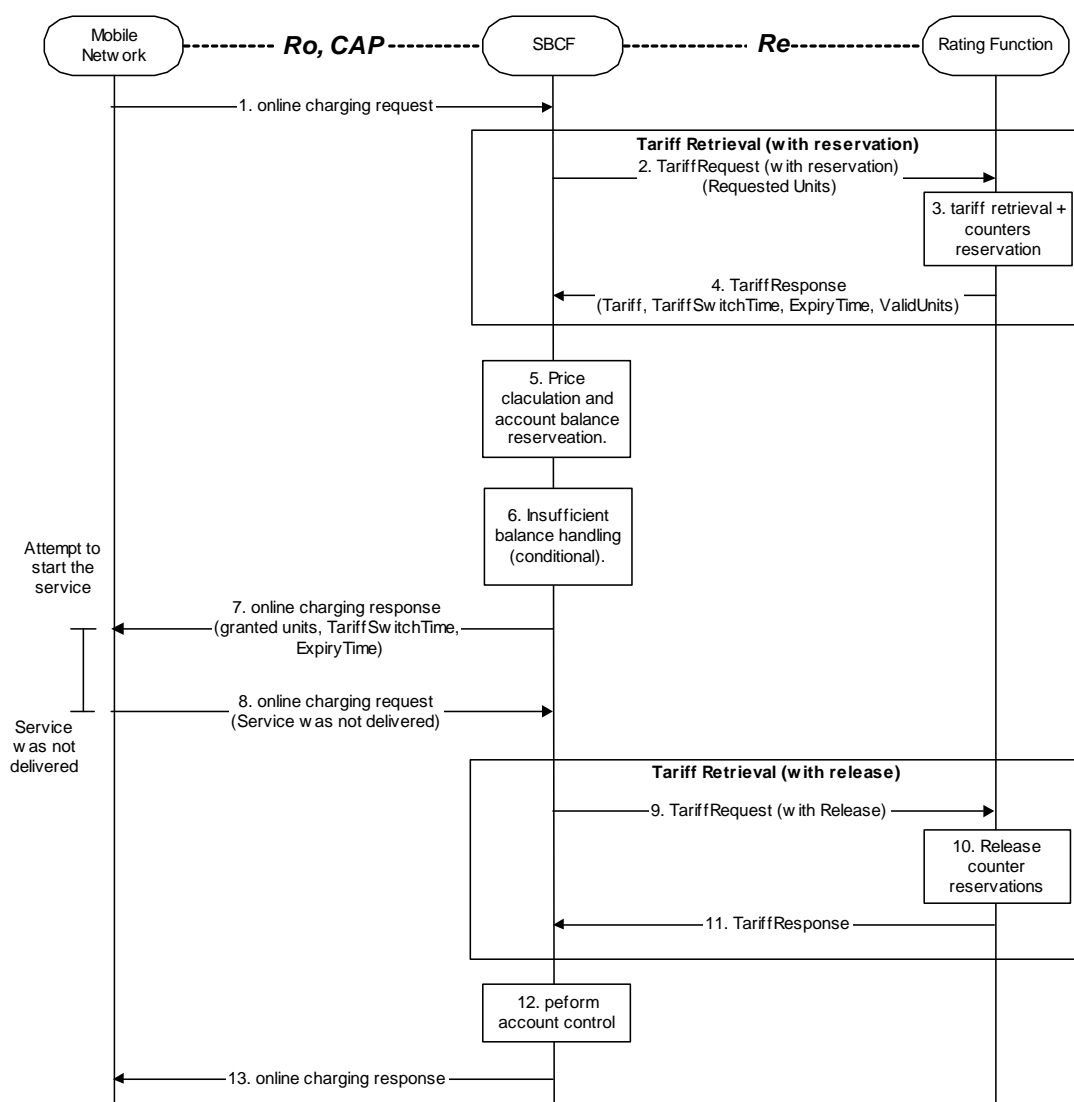 Mobile
Network
Ro, CAP
SBCF
Re
Rating Function
1. online charging request
Tariff Retrieval (with reservation)
2. TariffRequest (with reservation)
(Requested Units)
3. tariff retrieval +
counters
reservation
4. TariffResponse
(Tariff, TariffSwitchTime, ExpiryTime, ValidUnits)
5. Price
claculation and
account balance
reserveation.
6. Insufficient
balance handling
(conditional).
Attempt to
start the
service
7. online charging response
(granted units, TariffSwitchTime,
ExpiryTime)
8. online charging request
(Service was not delivered)
Service
was not
delivered
Tariff Retrieval (with release)
9. TariffRequest (with Release)
10. Release
counter
reservations
11. TariffResponse
12. peform
account control
13. online charging response